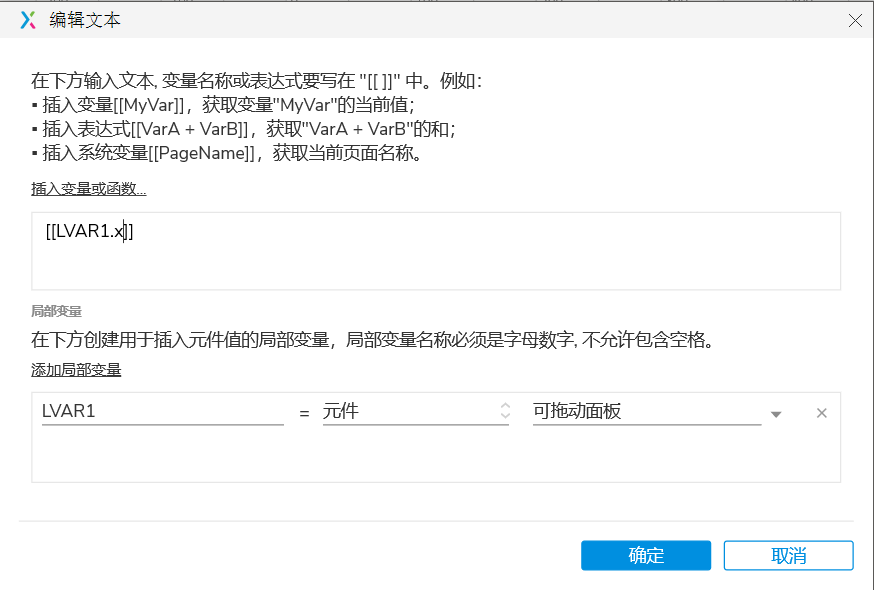 编辑文本
在下方输入文本, 变量名称或表达式要写在 "[[ ]]" 中。例如：
▪ 插入变量[[MyVar]]，获取变量"MyVar"的当前值；
▪ 插入表达式[[VarA + VarB]]，获取"VarA + VarB"的和；
▪ 插入系统变量[[PageName]]，获取当前页面名称。
插入变量或函数...
[[LVAR1.x]]
局部变量
在下方创建用于插入元件值的局部变量，局部变量名称必须是字母数字, 不允许包含空格。
添加局部变量
LVAR1 = 元件 可拖动面板
确定 取消